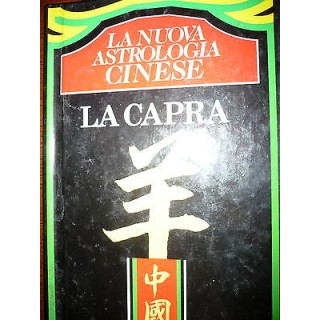 LA NUOVA
ASTROLOGIA
CINESE
LA CAPRA
羊
中
國